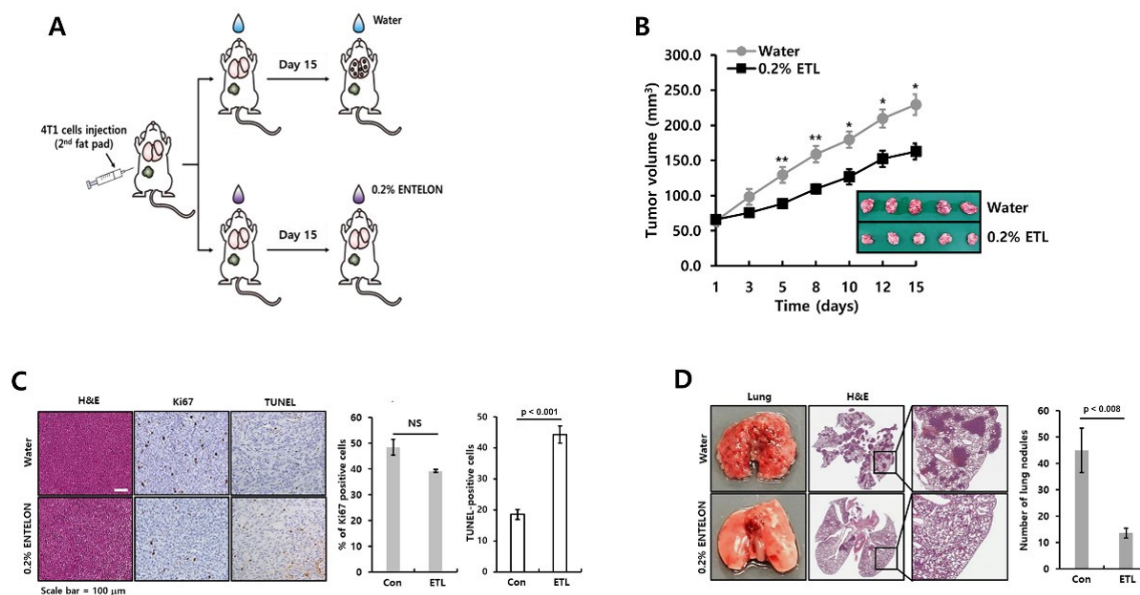 A
Water
Day 15
4T1 cells injection
(2nd fat pad)
0.2% ENTELON
Day 15
B
300.0
250.0
200.0
150.0
100.0
50.0
0.0
Tumor volume (mm³)
Water
0.2% ETL
** ** * * *
Water
0.2% ETL
1 3 5 8 10 12 15
Time (days)
C
H&E Ki67 TUNEL
Water
0.2% ENTELON
Scale bar = 100 μm
% of Ki67 positive cells
60
50
40
30
20
10
0
NS
Con ETL
TUNEL-positive cells
50
40
30
20
10
0
p < 0.001
Con ETL
D
Lung H&E
Water
0.2% ENTELON
Number of lung nodules
60
50
40
30
20
10
0
p < 0.008
Con ETL